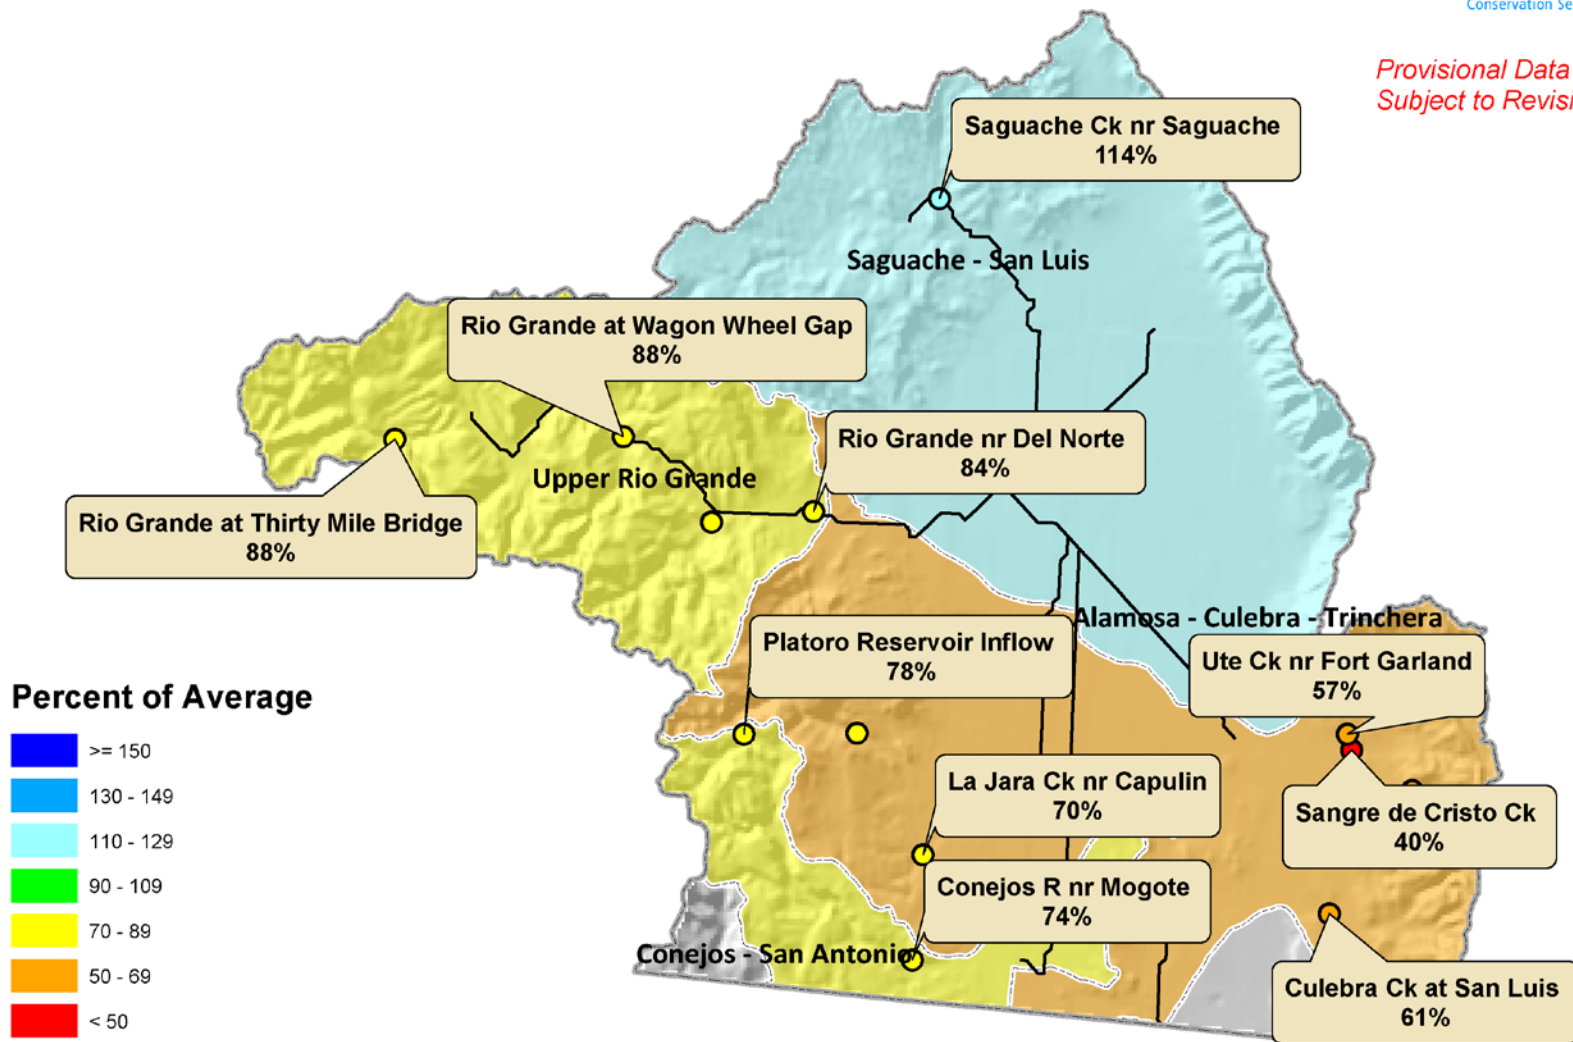 Conservation Se
Provisional Data
Subject to Revisi
Saguache Ck nr Saguache
114%
Saguache - San Luis
Rio Grande at Wagon Wheel Gap
88%
Rio Grande nr Del Norte
84%
Upper Rio Grande
Rio Grande at Thirty Mile Bridge
88%
Alamosa - Culebra - Trinchera
Platoro Reservoir Inflow
78%
Ute Ck nr Fort Garland
57%
La Jara Ck nr Capulin
70%
Sangre de Cristo Ck
40%
Conejos R nr Mogote
74%
Conejos - San Antonio
Culebra Ck at San Luis
61%
Percent of Average
>= 150
130 - 149
110 - 129
90 - 109
70 - 89
50 - 69
< 50